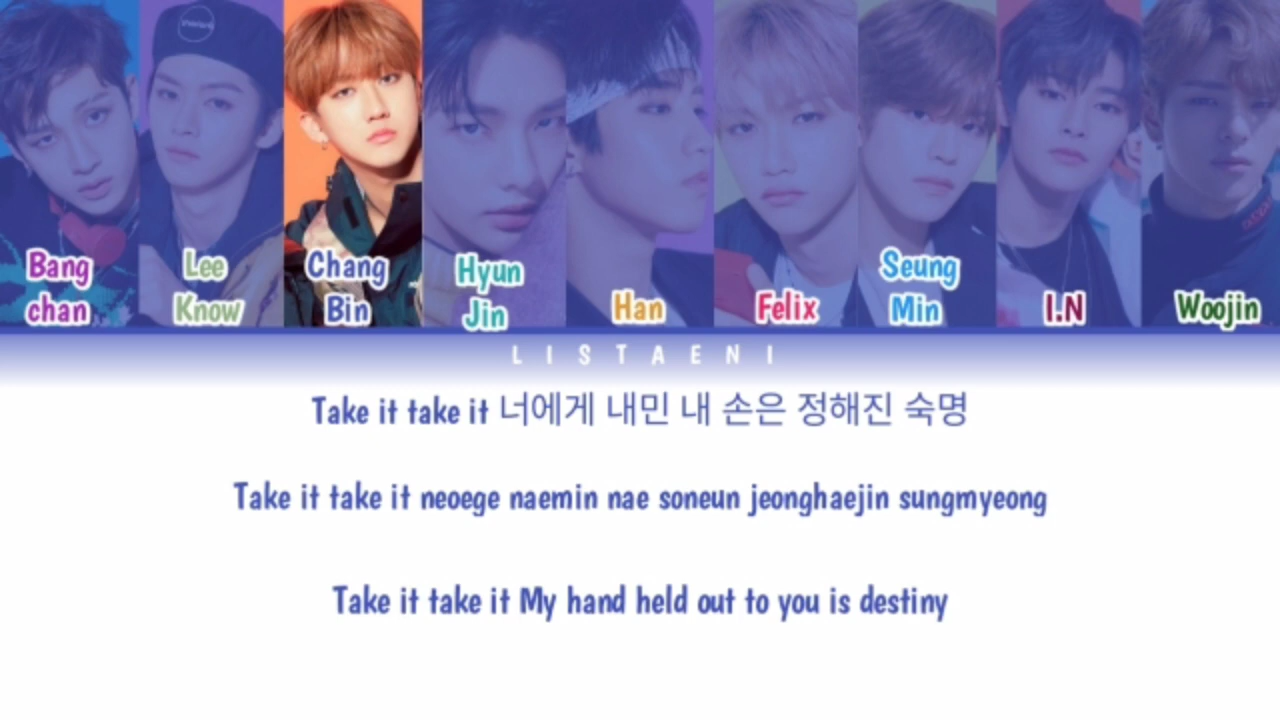 Bang chan
Lee Know
Chang Bin
Hyun Jin
Han
Felix
Seung Min
I.N
Woojin
LISTAENI
Take it take it 너에게 내민 내 손은 정해진 숙명
Take it take it neoege naemin nae soneun jeonghaejin sungmyeong
Take it take it My hand held out to you is destiny